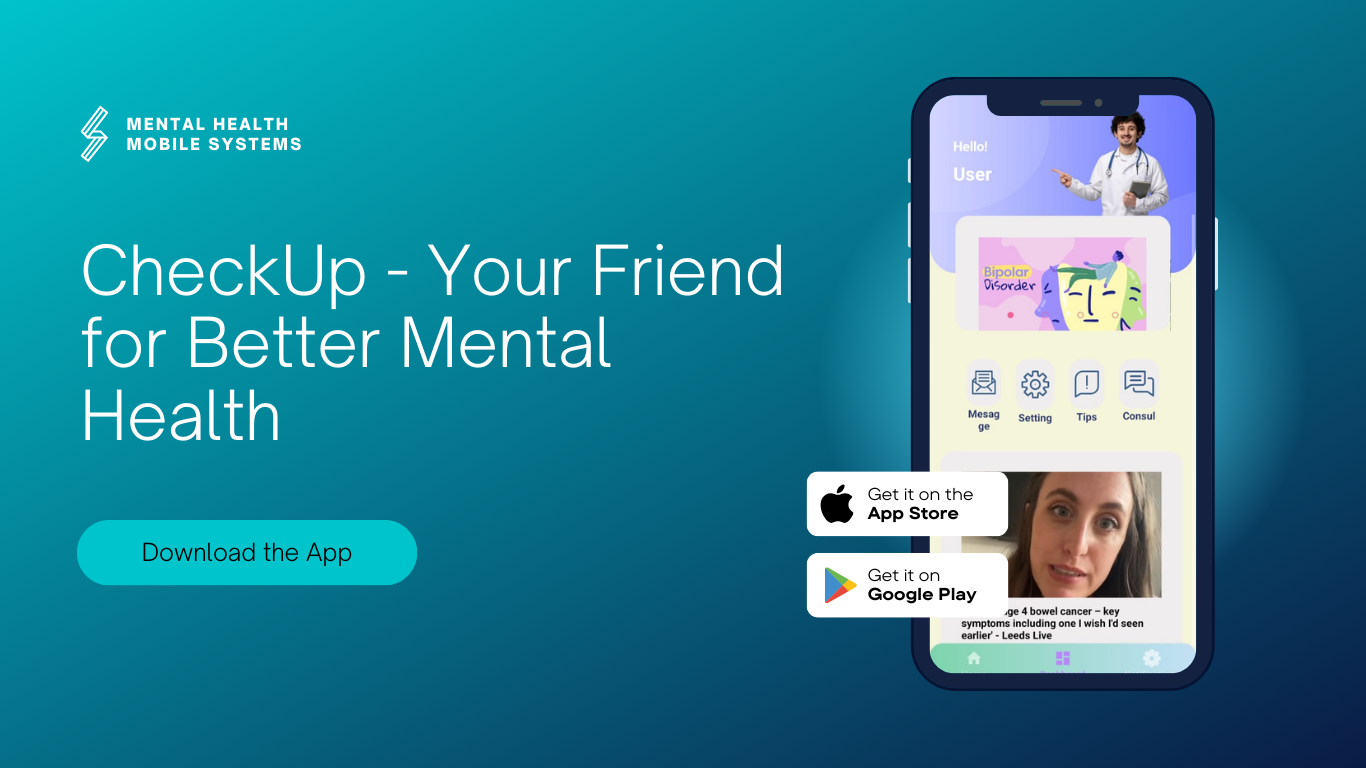 MENTAL HEALTH
MOBILE SYSTEMS
CheckUp - Your Friend
for Better Mental
Health
Download the App
Hello!
User
Bipolar
Disorder
Mesag
ge
Setting
Tips
Consul
Get it on the
App Store
Get it on
Google Play
4 bowel cancer – key
symptoms including one I wish I'd seen
earlier' - Leeds Live